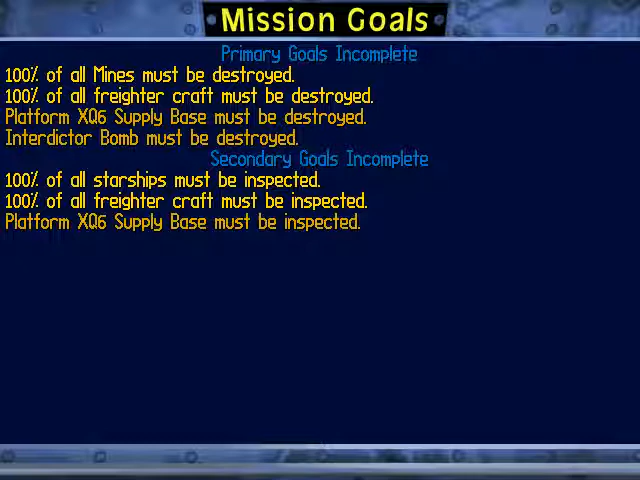 Mission Goals
Primary Goals Incomplete
100% of all Mines must be destroyed.
100% of all freighter craft must be destroyed.
Platform XQ6 Supply Base must be destroyed.
Interdictor Bomb must be destroyed.
Secondary Goals Incomplete
100% of all starships must be inspected.
100% of all freighter craft must be inspected.
Platform XQ6 Supply Base must be inspected.